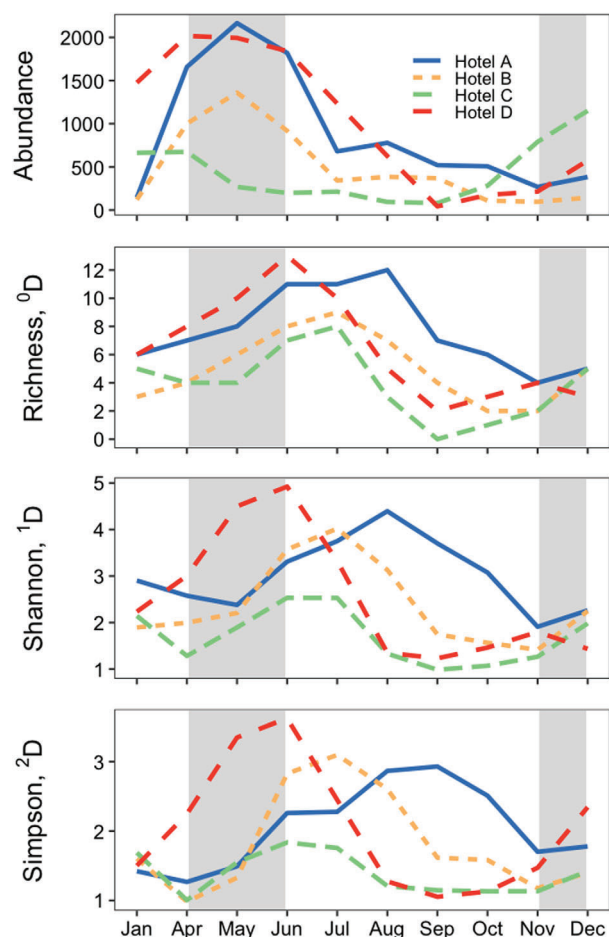 Abundance
2000
1500
1000
500
0
Hotel A
Hotel B
Hotel C
Hotel D
Richness, ⁰D
12
10
8
6
4
2
0
Shannon, ¹D
5
4
3
2
1
Simpson, ²D
3
2
1
Jan Apr May Jun Jul Aug Sep Oct Nov Dec